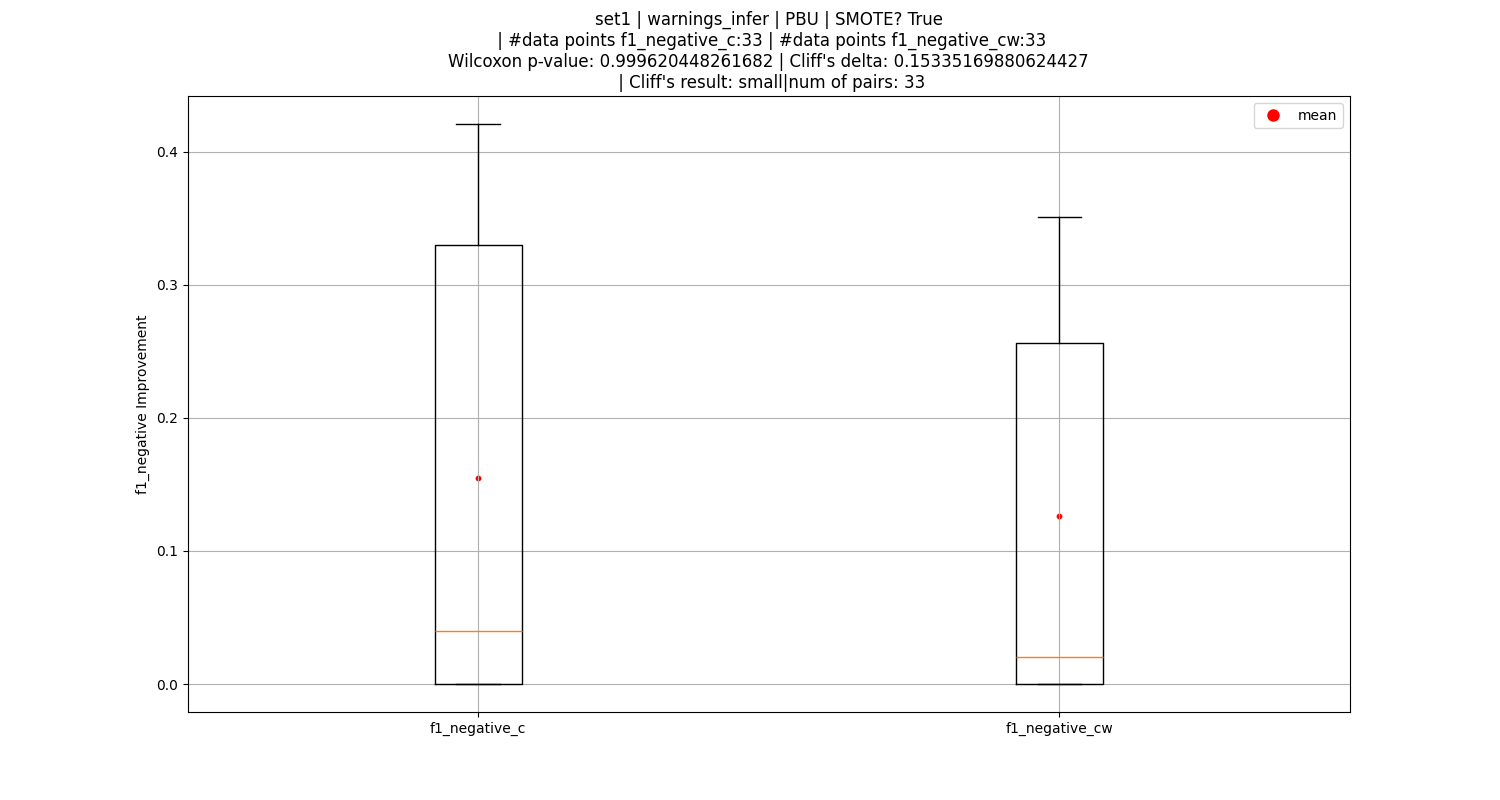 set1 | warnings_infer | PBU | SMOTE? True
| #data points f1_negative_c:33 | #data points f1_negative_cw:33
Wilcoxon p-value: 0.999620448261682 | Cliff's delta: 0.15335169880624427
| Cliff's result: small|num of pairs: 33
mean
0.4
0.3
0.2
0.1
0.0
f1_negative Improvement
f1_negative_c
f1_negative_cw